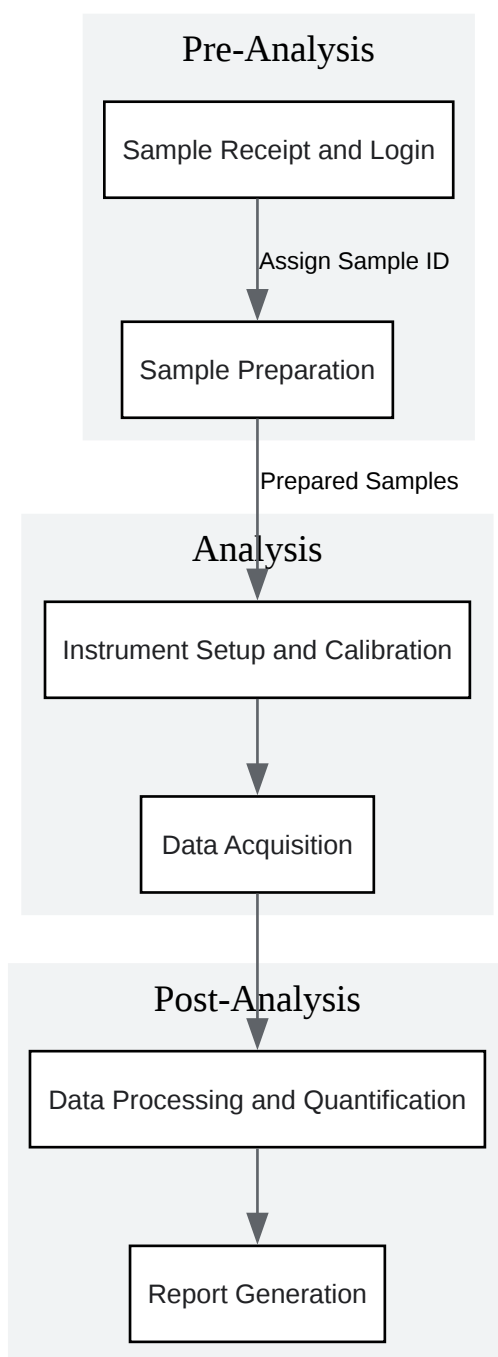 Pre-Analysis
Sample Receipt and Login
Assign Sample ID
Sample Preparation
Prepared Samples
Analysis
Instrument Setup and Calibration
Data Acquisition
Post-Analysis
Data Processing and Quantification
Report Generation